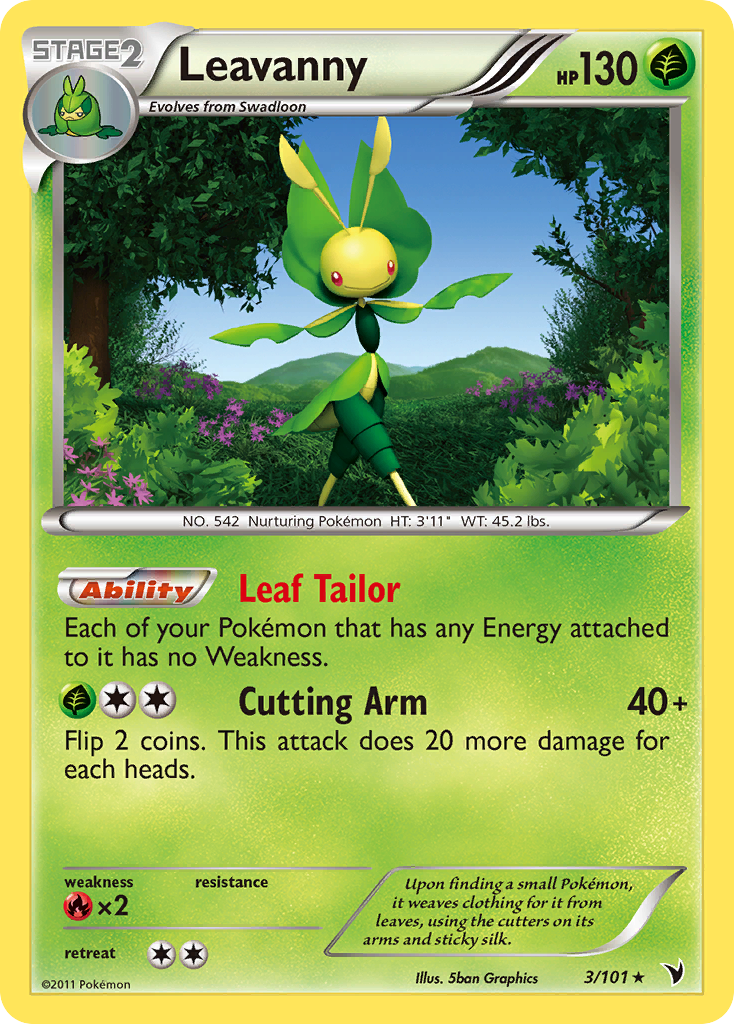 STAGE2
Leavanny
HP130
Evolves from Swadloon
NO. 542 Nurturing Pokémon HT: 3'11" WT: 45.2 lbs.
Ability Leaf Tailor
Each of your Pokémon that has any Energy attached
to it has no Weakness.
Cutting Arm 40+
Flip 2 coins. This attack does 20 more damage for
each heads.
weakness resistance
×2
retreat
Upon finding a small Pokémon,
it weaves clothing for it from
leaves, using the cutters on its
arms and sticky silk.
©2011 Pokémon
Illus. 5ban Graphics
3/101 ★